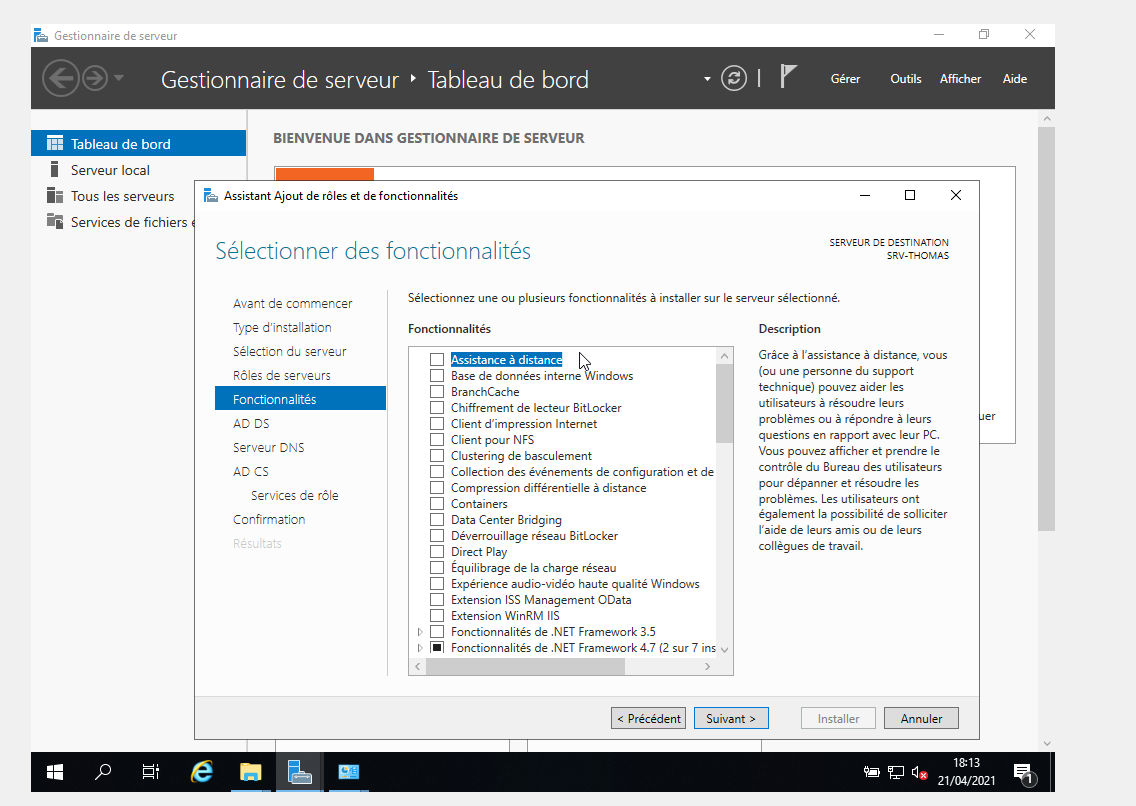 Gestionnaire de serveur
Gestionnaire de serveur ‣ Tableau de bord
Gérer Outils Afficher Aide
Tableau de bord
Serveur local
Tous les serveurs
Services de fichiers
BIENVENUE DANS GESTIONNAIRE DE SERVEUR
Assistant Ajout de rôles et de fonctionnalités
Sélectionner des fonctionnalités
SERVEUR DE DESTINATION
SRV-THOMAS
Avant de commencer
Type d'installation
Sélection du serveur
Rôles de serveurs
Fonctionnalités
AD DS
Serveur DNS
AD CS
Services de rôle
Confirmation
Résultats
Sélectionnez une ou plusieurs fonctionnalités à installer sur le serveur sélectionné.
Fonctionnalités
Assistance à distance
Base de données interne Windows
BranchCache
Chiffrement de lecteur BitLocker
Client d'impression Internet
Client pour NFS
Clustering de basculement
Collection des événements de configuration et de
Compression différentielle à distance
Containers
Data Center Bridging
Déverrouillage réseau BitLocker
Direct Play
Équilibrage de la charge réseau
Expérience audio-vidéo haute qualité Windows
Extension ISS Management OData
Extension WinRM IIS
Fonctionnalités de .NET Framework 3.5
Fonctionnalités de .NET Framework 4.7 (2 sur 7 ins
Description
Grâce à l'assistance à distance, vous
(ou une personne du support
technique) pouvez aider les
utilisateurs à résoudre leurs
problèmes ou à répondre à leurs
questions en rapport avec leur PC.
Vous pouvez afficher et prendre le
contrôle du Bureau des utilisateurs
pour dépanner et résoudre les
problèmes. Les utilisateurs ont
également la possibilité de solliciter
l'aide de leurs amis ou de leurs
collègues de travail.
uer
< Précédent Suivant > Installer Annuler
18:13
21/04/2021
1